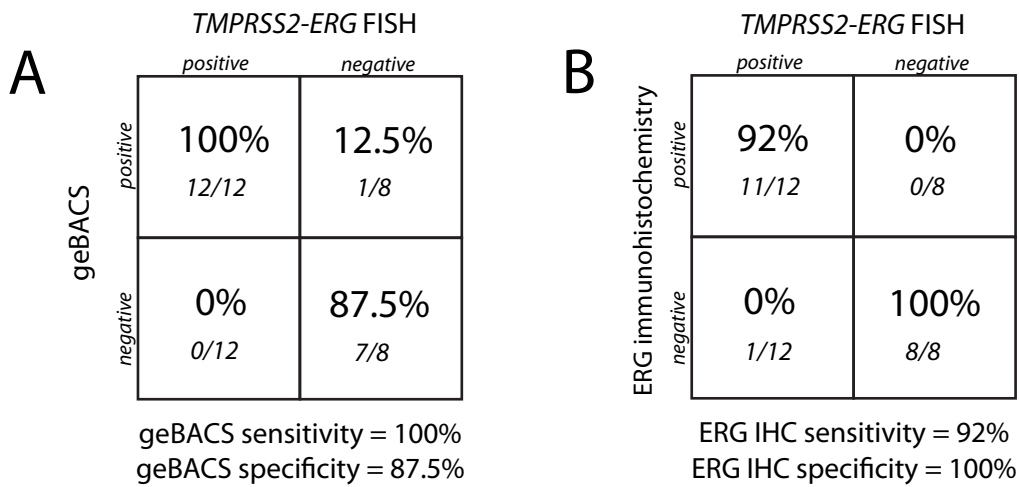 A
TMPRSS2-ERG FISH
positive
negative
geBACS
positive
100%
12/12
12.5%
1/8
negative
0%
0/12
87.5%
7/8
geBACS sensitivity = 100%
geBACS specificity = 87.5%
B
TMPRSS2-ERG FISH
positive
negative
ERG immunohistochemistry
positive
92%
11/12
0%
0/8
negative
0%
1/12
100%
8/8
ERG IHC sensitivity = 92%
ERG IHC specificity = 100%